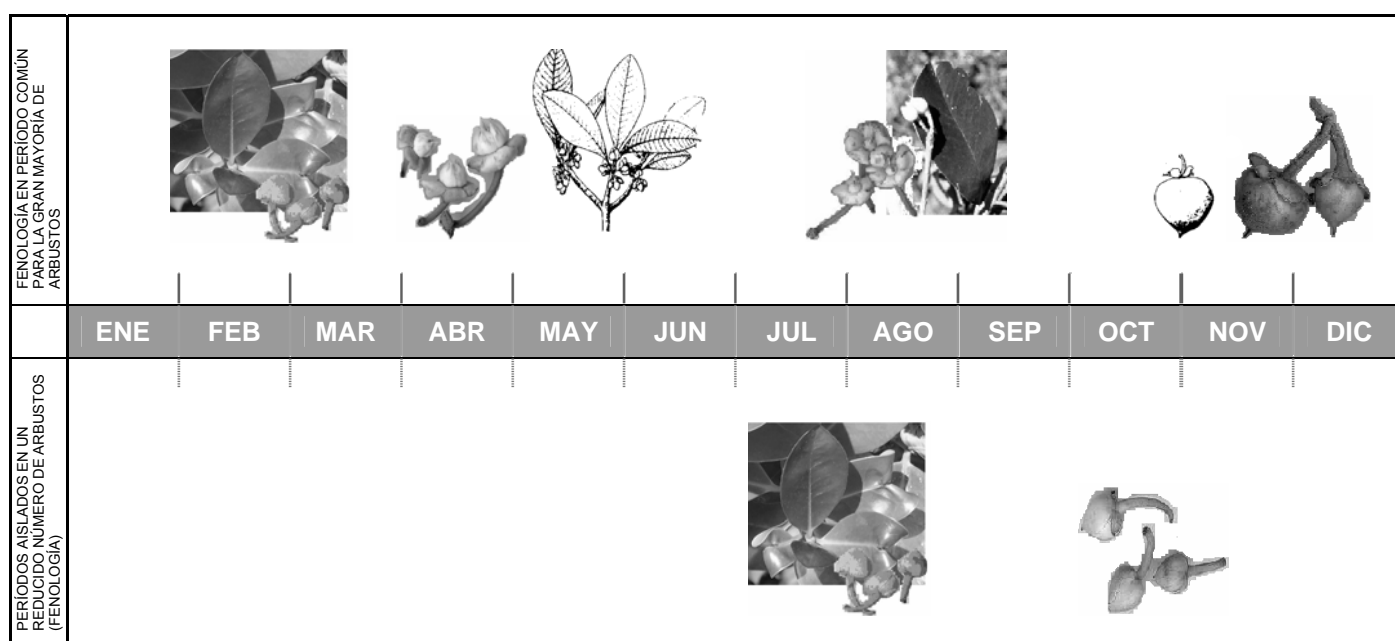 FENOLOGÍA EN PERÍODO COMÚN
PARA LA GRAN MAYORÍA DE
ARBUSTOS
ENE FEB MAR ABR MAY JUN JUL AGO SEP OCT NOV DIC
PERÍODOS AISLADOS EN UN
REDUCIDO NÚMERO DE ARBUSTOS
(FENOLOGÍA)